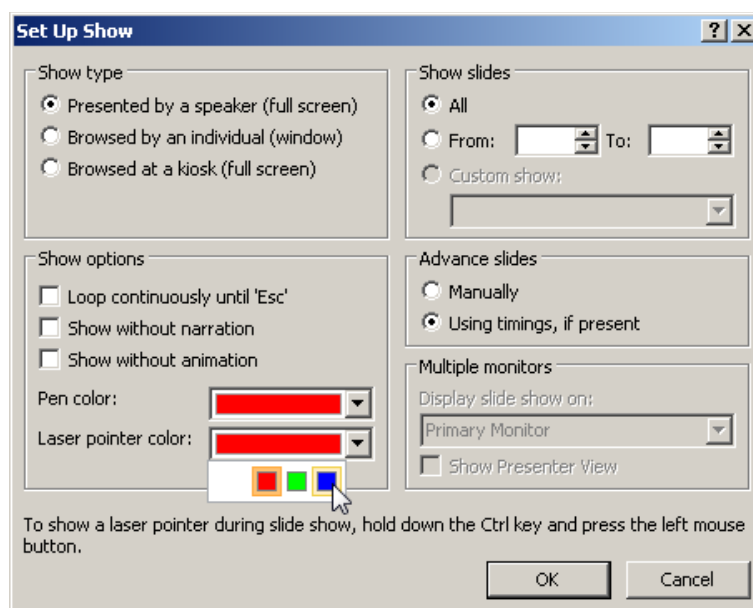 Set Up Show
Show type
Presented by a speaker (full screen)
Browsed by an individual (window)
Browsed at a kiosk (full screen)
Show slides
All
From: To:
Custom show:
Show options
Loop continuously until 'Esc'
Show without narration
Show without animation
Pen color:
Laser pointer color:
Advance slides
Manually
Using timings, if present
Multiple monitors
Display slide show on:
Primary Monitor
Show Presenter View
To show a laser pointer during slide show, hold down the Ctrl key and press the left mouse
button.
OK Cancel